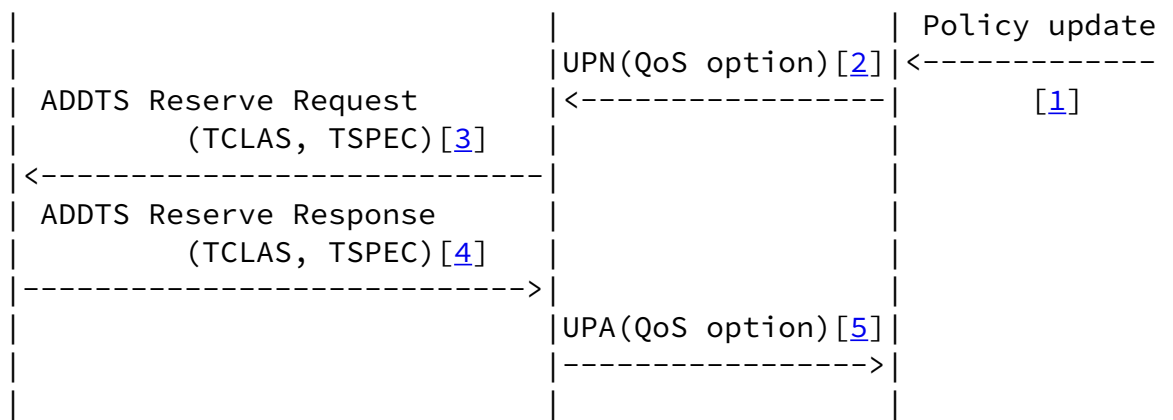 |                             |                  | Policy update
|                             |UPN(QoS option)[2]|<-------------
| ADDTS Reserve Request       |<-----------------|      [1]
|         (TCLAS, TSPEC)[3]   |                  |
|<----------------------------|                  |
| ADDTS Reserve Response      |                  |
|         (TCLAS, TSPEC)[4]   |                  |
|---------------------------->|                  |
|                             |UPA(QoS option)[5]|
|                             |----------------->|
|                             |                  |